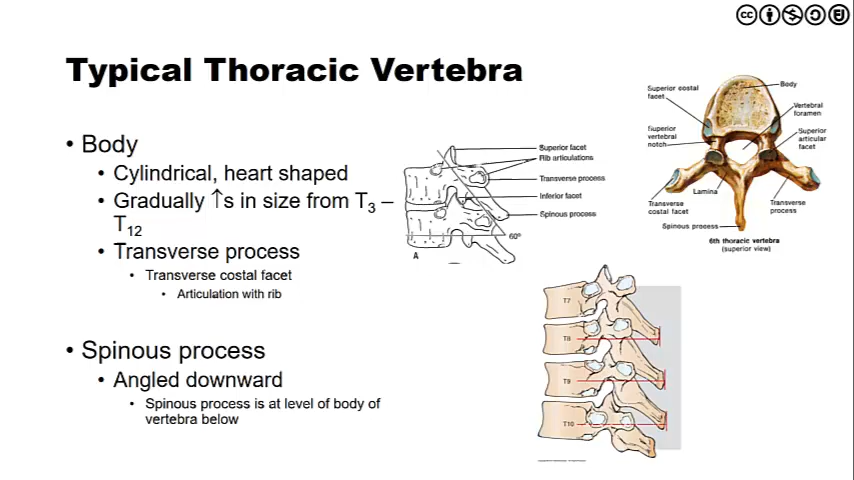 Typical Thoracic Vertebra
• Body
• Cylindrical, heart shaped
• Gradually ↑s in size from T3 –
T12
• Transverse process
• Transverse costal facet
• Articulation with rib
• Spinous process
• Angled downward
• Spinous process is at level of body of
vertebra below
Superior facet
Rib articulations
Transverse process
Inferior facet
Spinous process
60°
A
Superior costal
facet
Body
Vertebral
foramen
Superior
vertebral
notch
Superior
articular
facet
Lamina
Transverse
costal facet
Transverse
process
Spinous process
6th thoracic vertebra
(superior view)
T7
T8
T9
T10